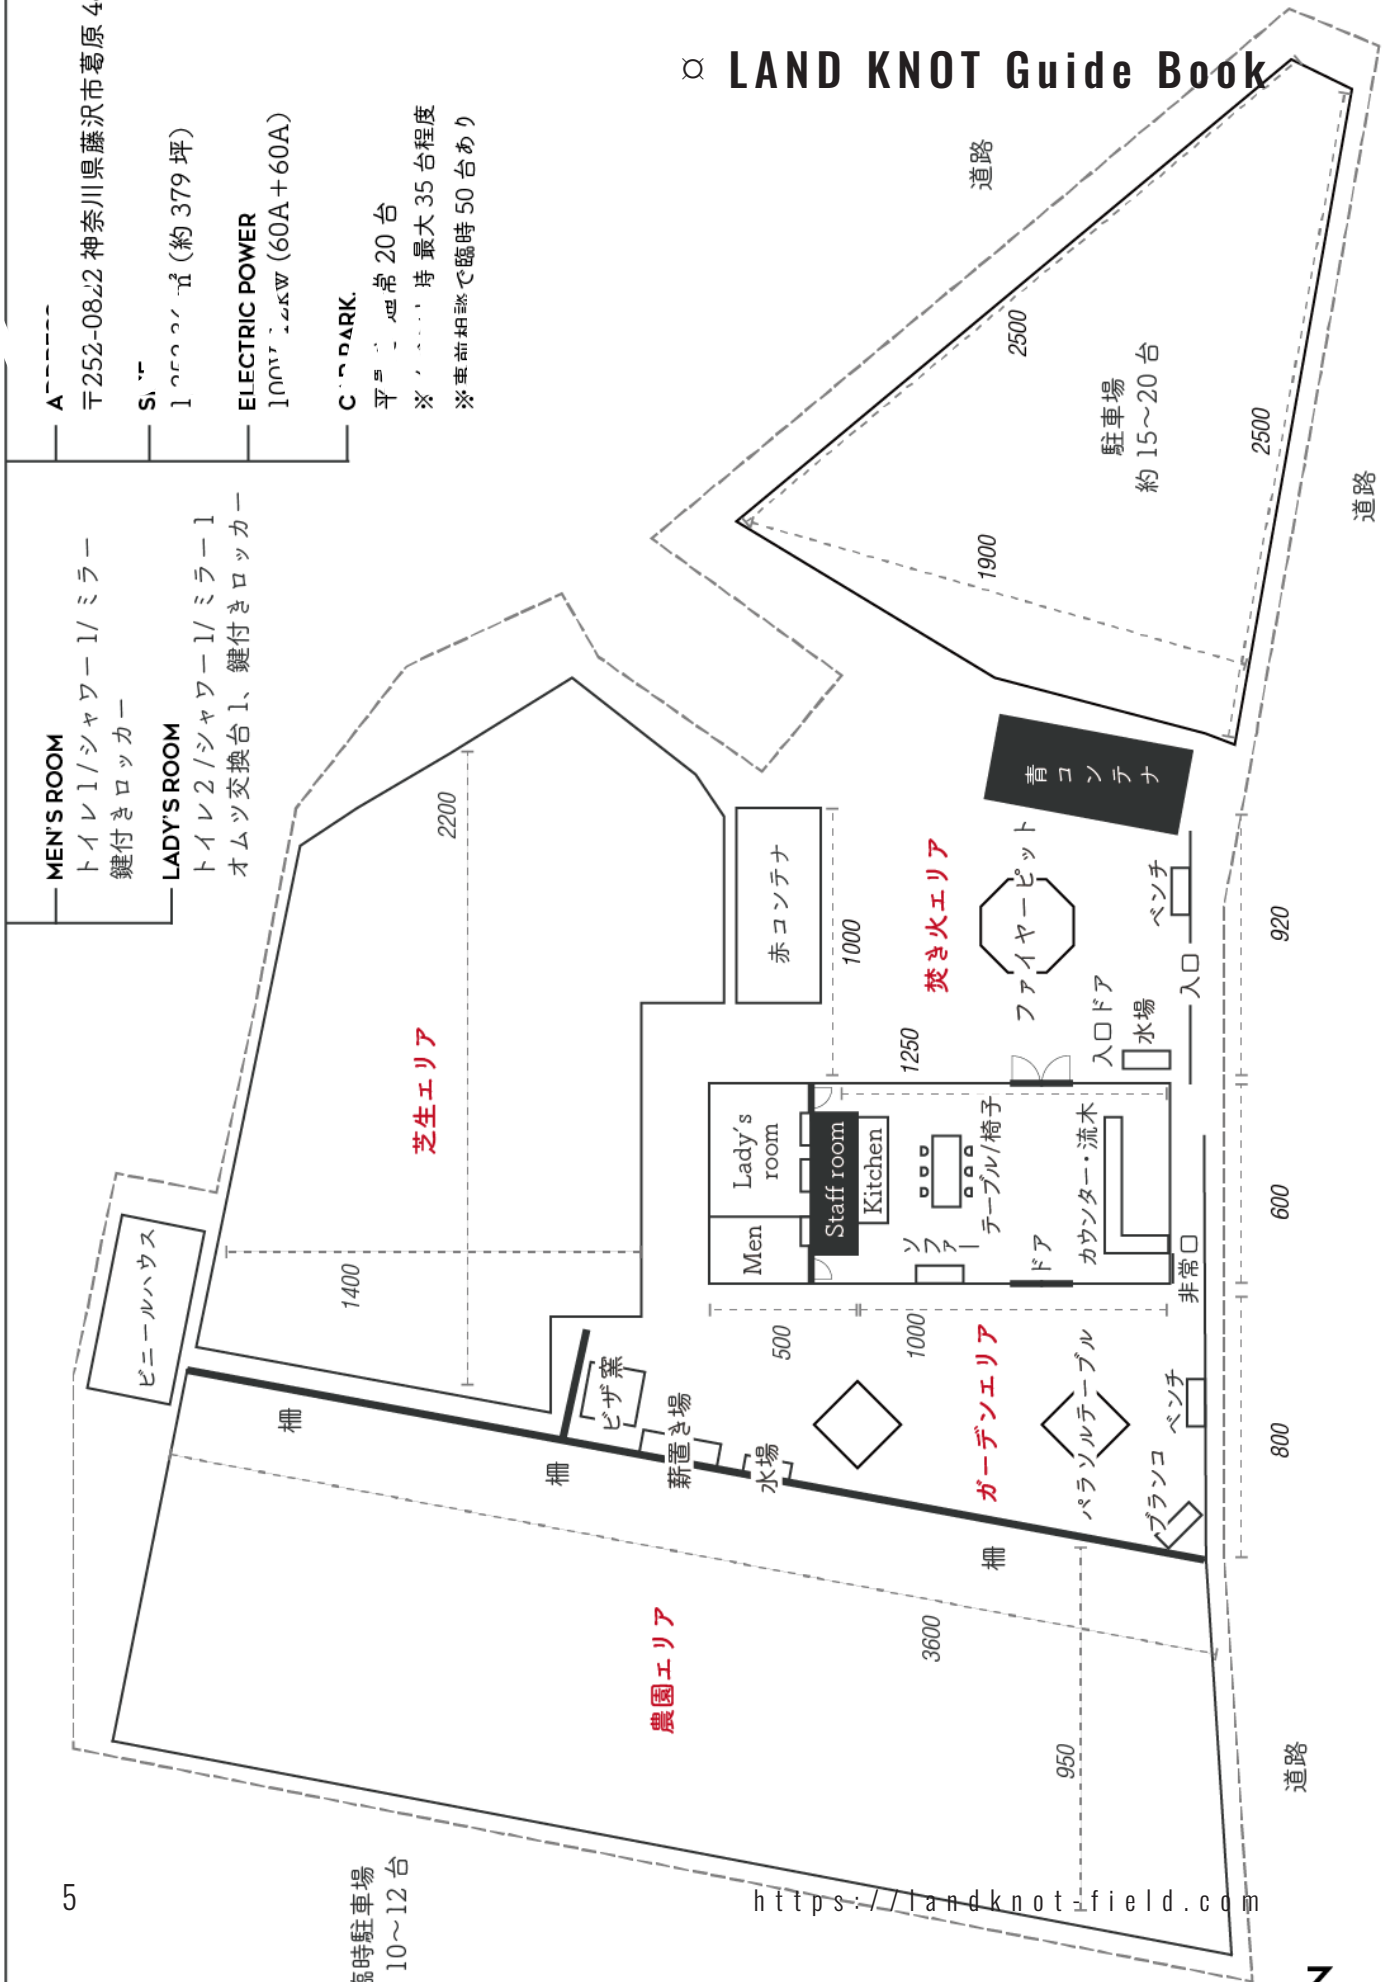 ¤ LAND KNOT Guide Book
〒252-0822 神奈川県藤沢市葛原
㎡ (約 379 坪)
ELECTRIC POWER
(60A+60A)
PARK.
通常 20 台
時 最大 35 台程度
※事前相談で臨時 50 台あり
MEN'S ROOM
トイレ 1 / シャワー 1/ ミラー
鍵付きロッカー
LADY'S ROOM
トイレ 2 / シャワー 1/ ミラー 1
オムツ交換台 1、鍵付きロッカー
道路
2500
駐車場
約 15〜20 台
2500
1900
道路
青コンテナ
2200
芝生エリア
1400
ビニールハウス
赤コンテナ
1000
焚き火エリア
ファイヤーピット
ベンチ
入口
水場
入口ドア
1250
920
Lady's
room
Men
Staff room
Kitchen
テーブル/椅子
ソファー
ドア
カウンター・流木
非常口
600
500
1000
ガーデンエリア
パラソルテーブル
ベンチ
ブランコ
800
柵
柵
柵
ピザ窯
薪置き場
水場
農園エリア
3600
950
道路
臨時駐車場
10〜12 台
5
https://landknot-field.com